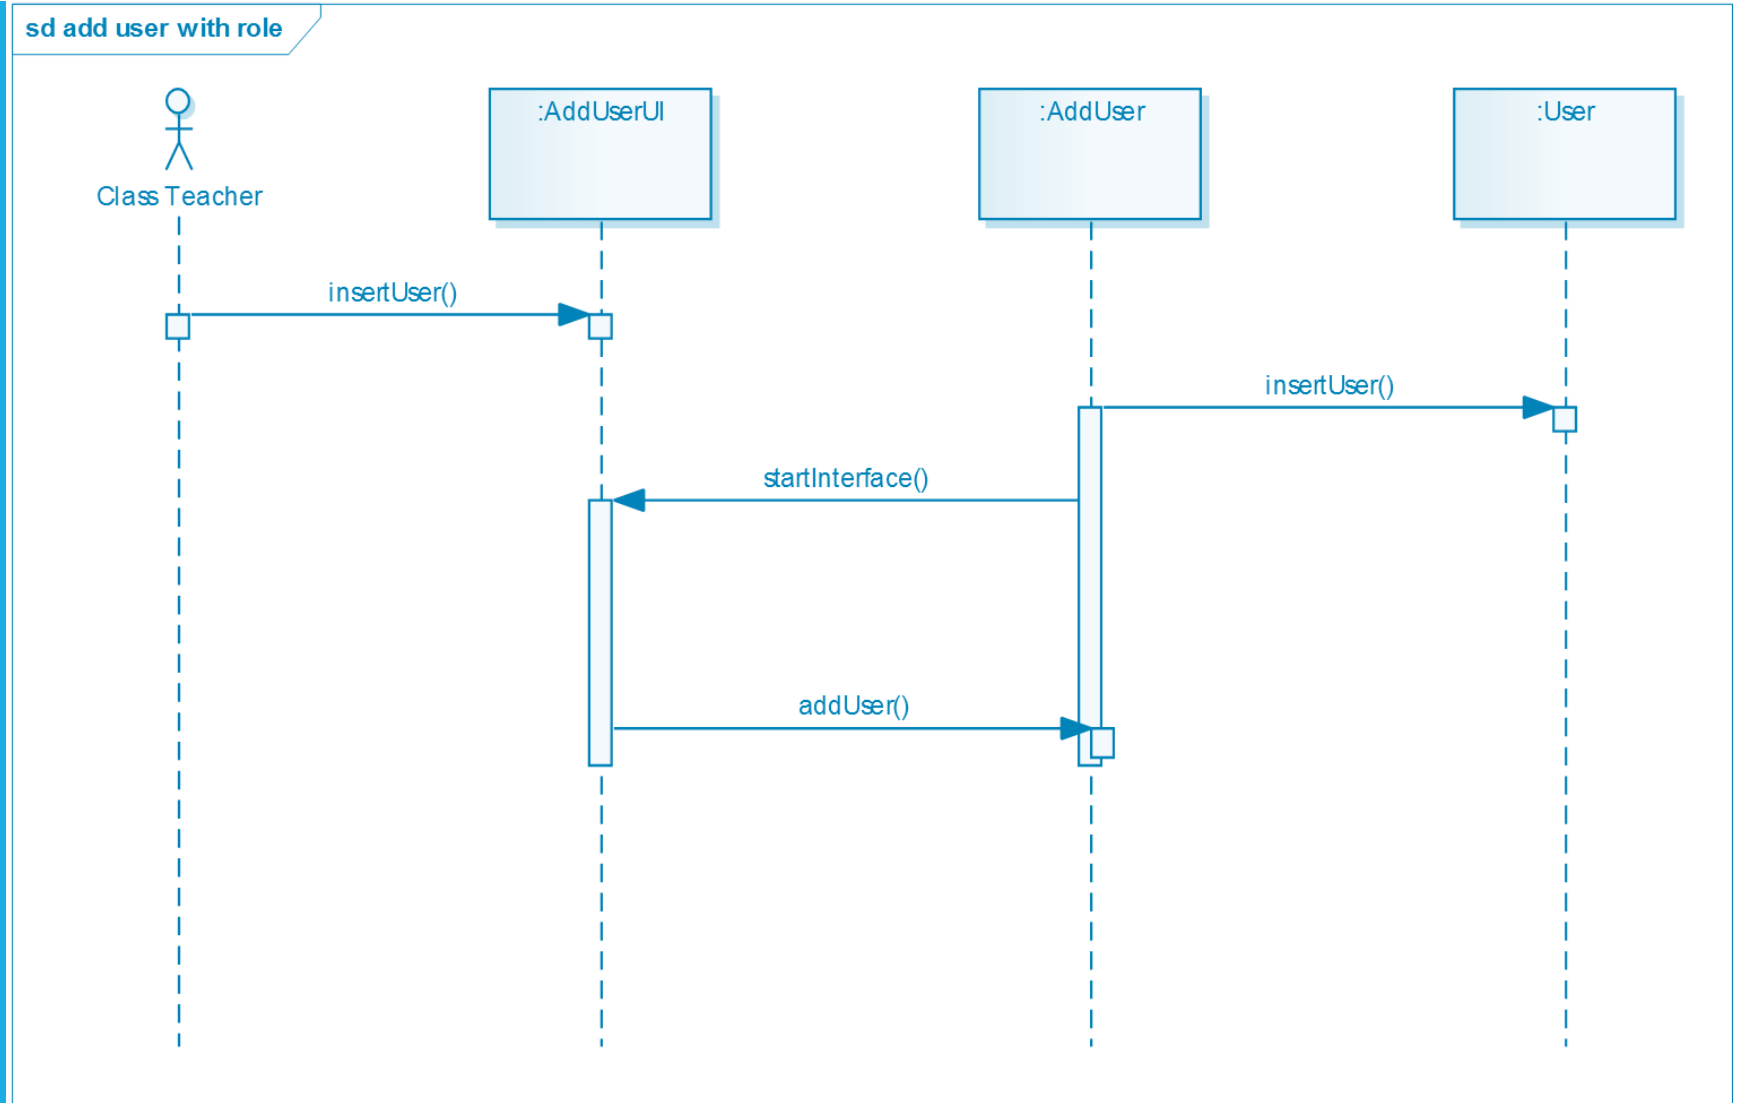 sd add user with role
:AddUserUI
:AddUser
:User
Class Teacher
insertUser()
insertUser()
startInterface()
addUser()